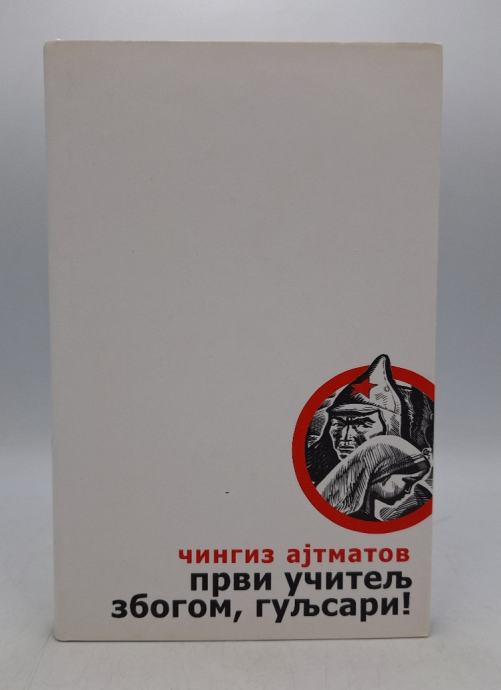 чингиз ајтматов
први учитељ
збогом, гуљсари!